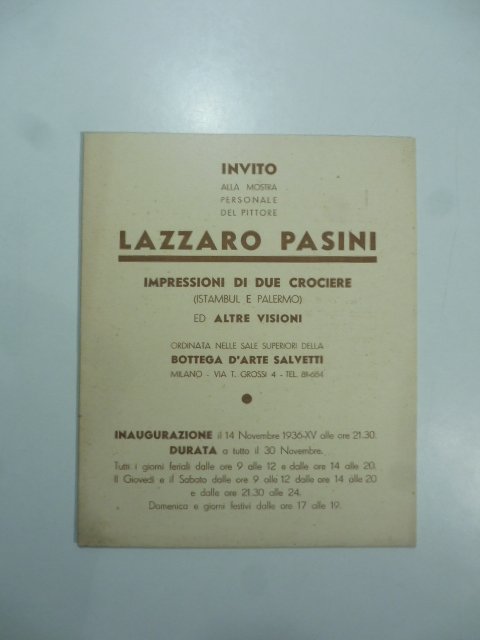 INVITO
ALLA MOSTRA
PERSONALE
DEL PITTORE
LAZZARO PASINI
IMPRESSIONI DI DUE CROCIERE
(ISTAMBUL E PALERMO)
ED ALTRE VISIONI
ORDINATA NELLE SALE SUPERIORI DELLA
BOTTEGA D'ARTE SALVETTI
MILANO - VIA T. GROSSI 4 - TEL. 81-684
INAUGURAZIONE il 14 Novembre 1936-XV alle ore 21.30.
DURATA a tutto il 30 Novembre.
Tutti i giorni feriali dalle ore 9 alle 12 e dalle ore 14 alle 20.
Il Giovedì e il Sabato dalle ore 9 alle 12 dalle ore 14 alle 20
e dalle ore 21.30 alle 24.
Domenica e giorni festivi dalle ore 17 alle 19.